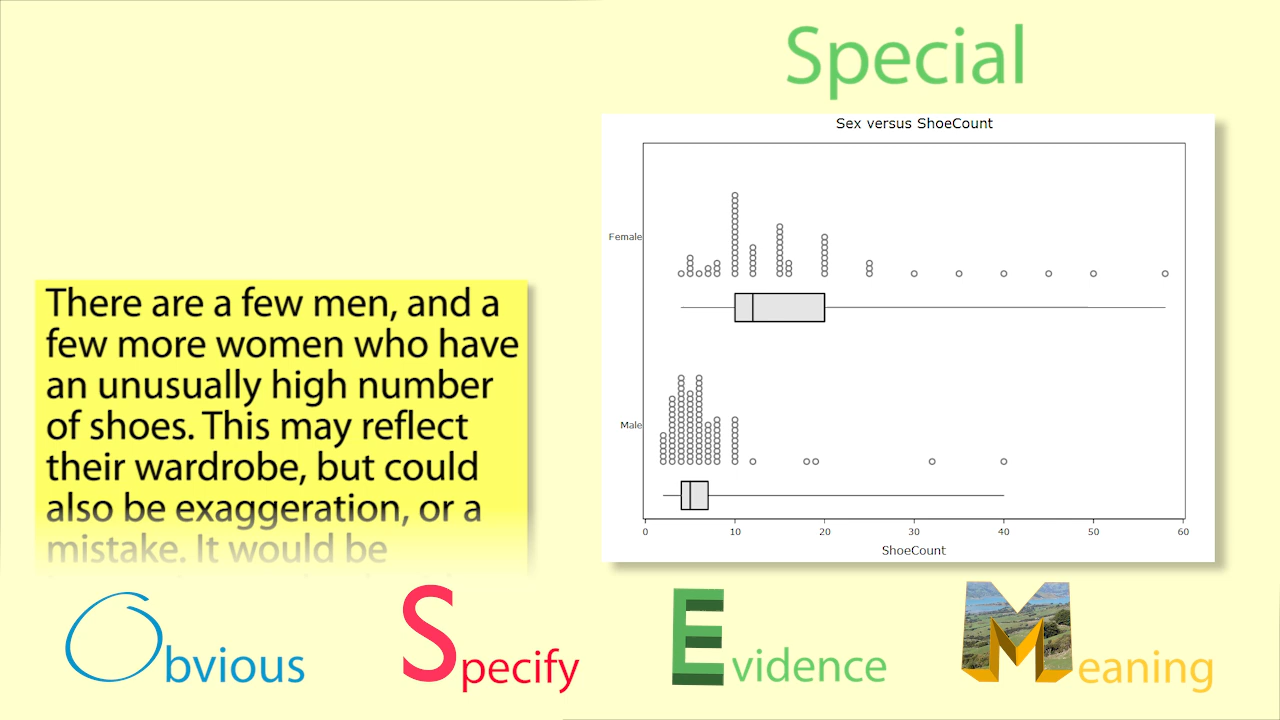 Special
Sex versus ShoeCount
Female
Male
0 10 20 30 40 50 60
ShoeCount
There are a few men, and a
few more women who have
an unusually high number
of shoes. This may reflect
their wardrobe, but could
also be exaggeration, or a
mistake. It would be
Obvious Specify Evidence Meaning